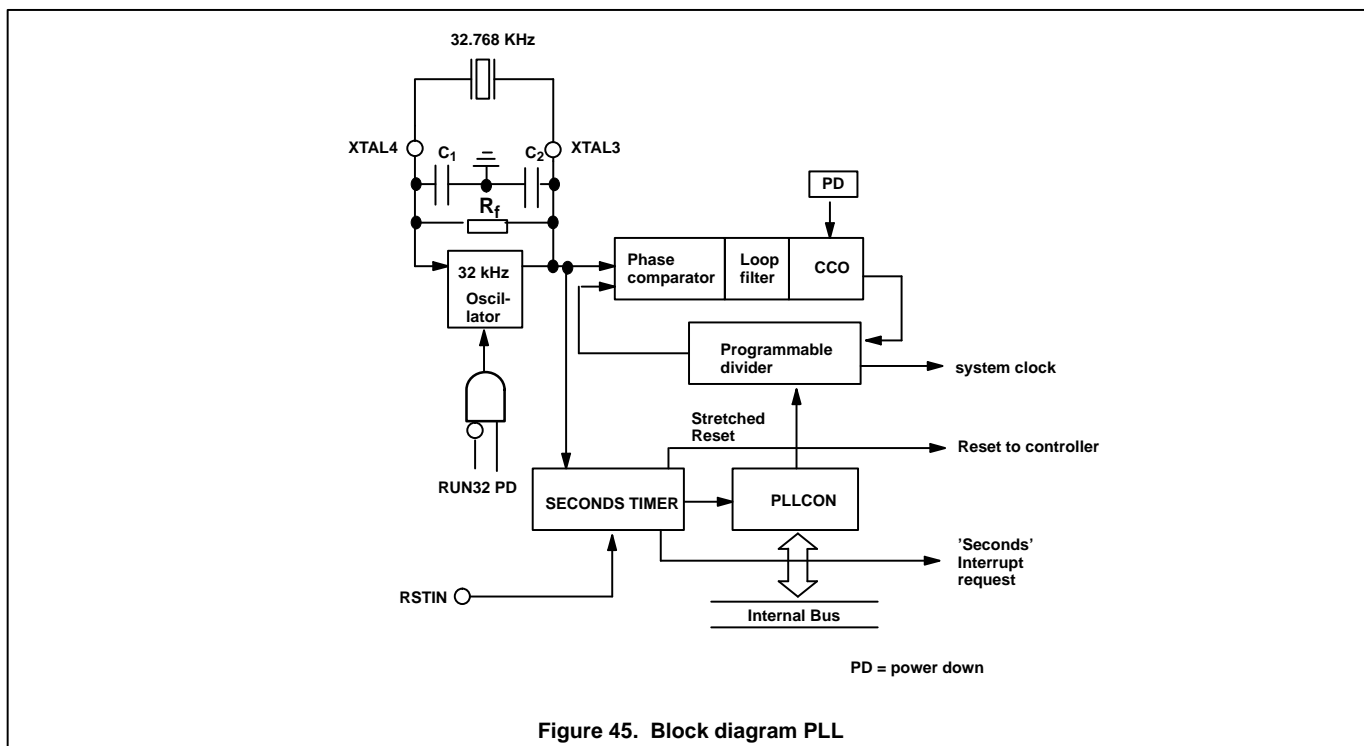 32.768 KHz
XTAL4
C1
C2
XTAL3
Rf
PD
Phase
comparator
Loop
filter
CCO
32 kHz
Oscil-
lator
Programmable
divider
system clock
Stretched
Reset
Reset to controller
RUN32 PD
SECONDS TIMER
PLLCON
’Seconds’
Interrupt
request
RSTIN
Internal Bus
PD = power down
Figure 45. Block diagram PLL